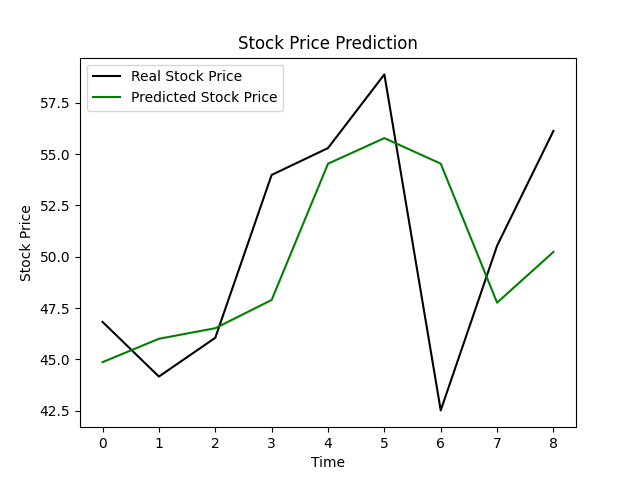 Stock Price Prediction
Real Stock Price
Predicted Stock Price
57.5
55.0
52.5
50.0
47.5
45.0
42.5
Stock Price
0 1 2 3 4 5 6 7 8
Time